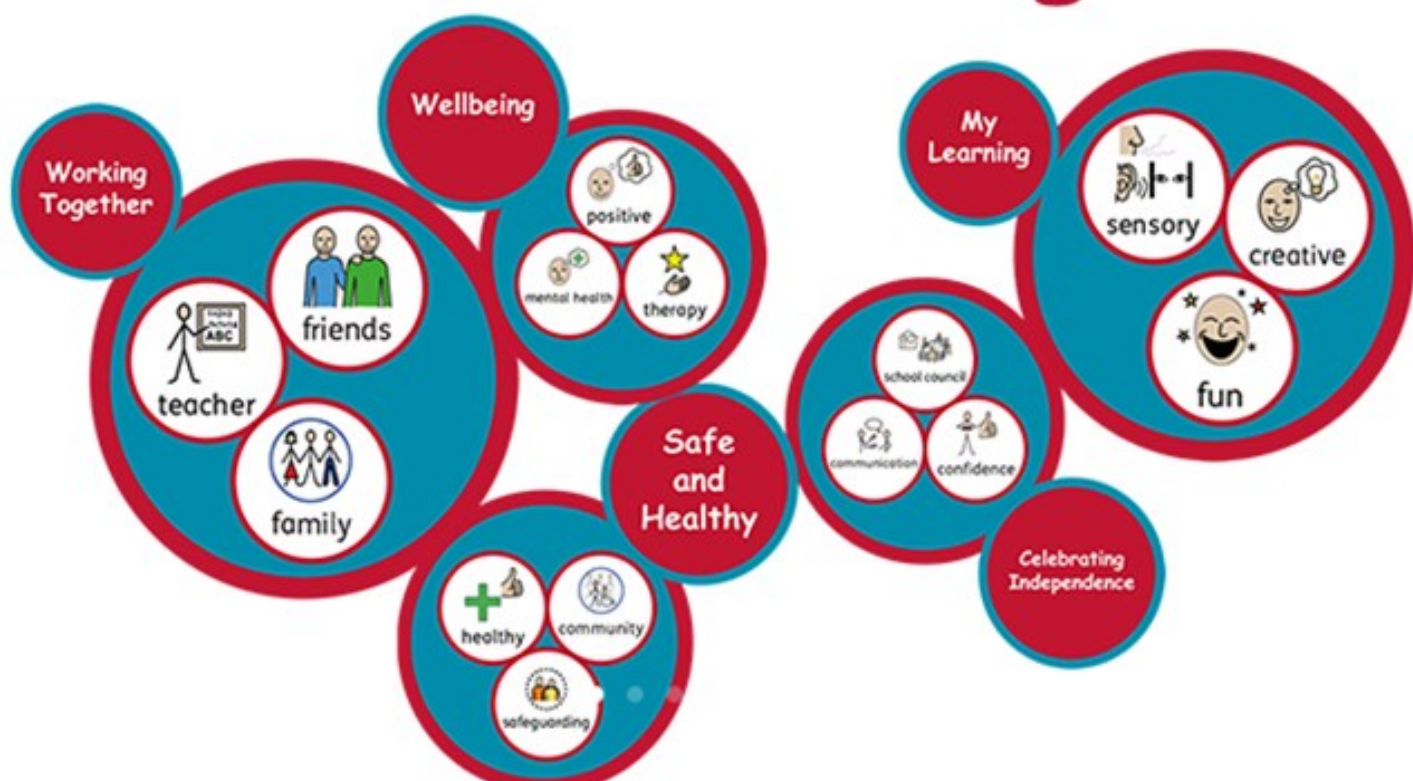 Working
Together
friends
teacher
ABC
family
Wellbeing
positive
mental health
therapy
Safe
and
Healthy
healthy
community
safeguarding
school council
communication
confidence
Celebrating
Independence
My
Learning
sensory
creative
fun